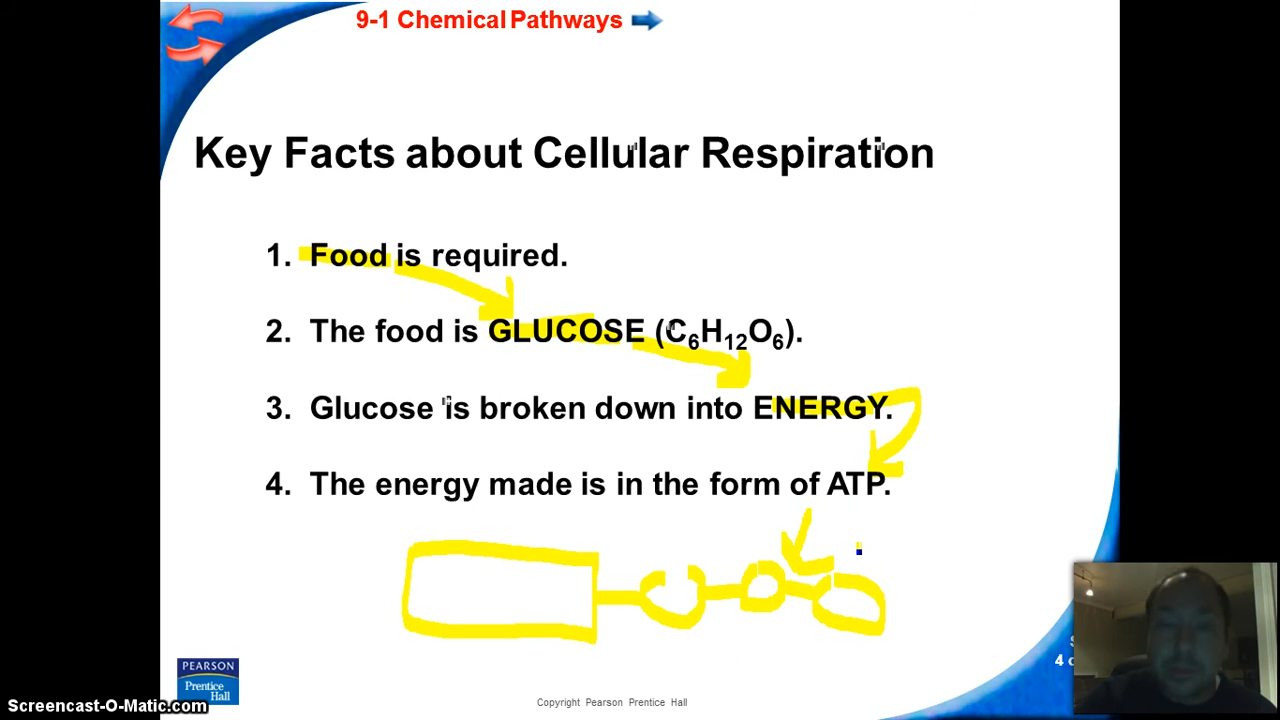 9-1 Chemical Pathways
Key Facts about Cellular Respiration
1. Food is required.
2. The food is GLUCOSE (C₆H₁₂O₆).
3. Glucose is broken down into ENERGY.
4. The energy made is in the form of ATP.
PEARSON
Prentice
Hall
Screencast-O-Matic.com
Copyright Pearson Prentice Hall